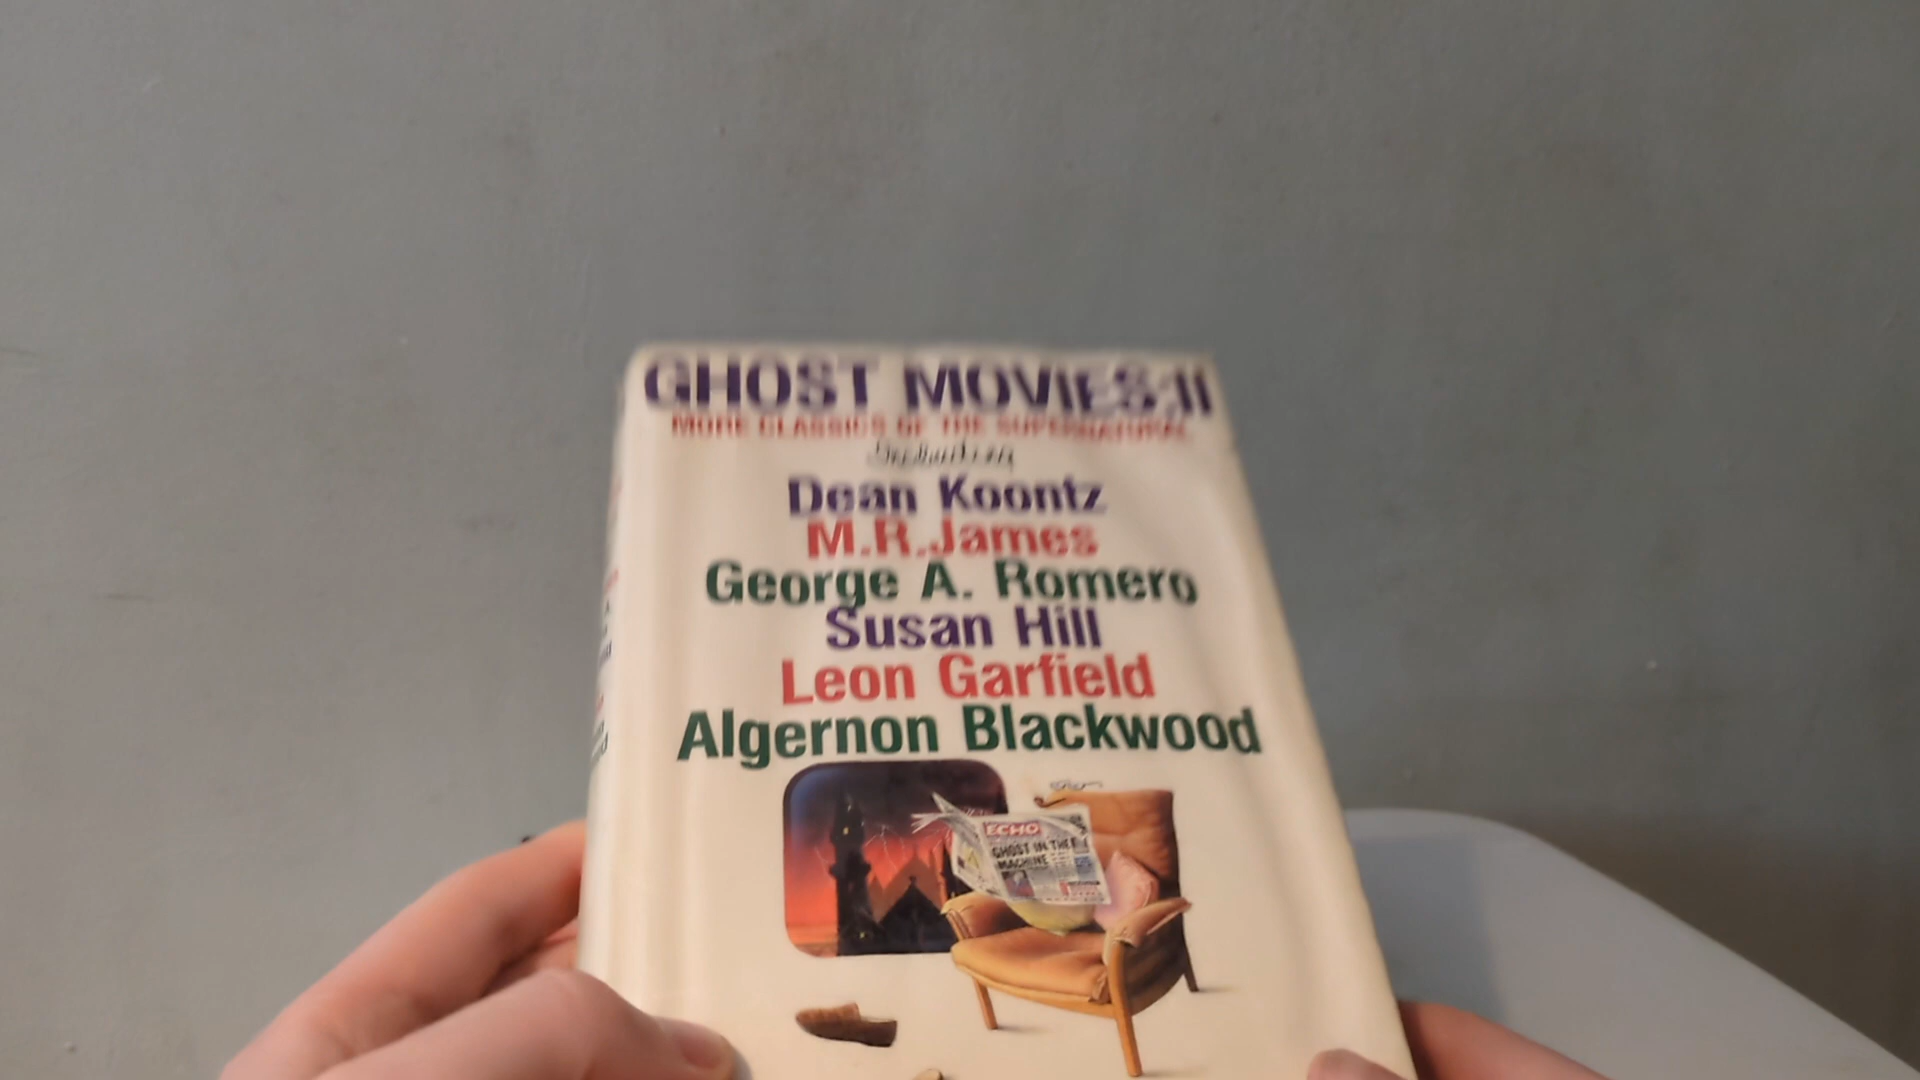 GHOST MOVIES II
MORE CLASSICS OF THE SUPERNATURAL
Including
Dean Koontz
M.R.James
George A. Romero
Susan Hill
Leon Garfield
Algernon Blackwood
ECHO
GHOST IN THE
MACHINE